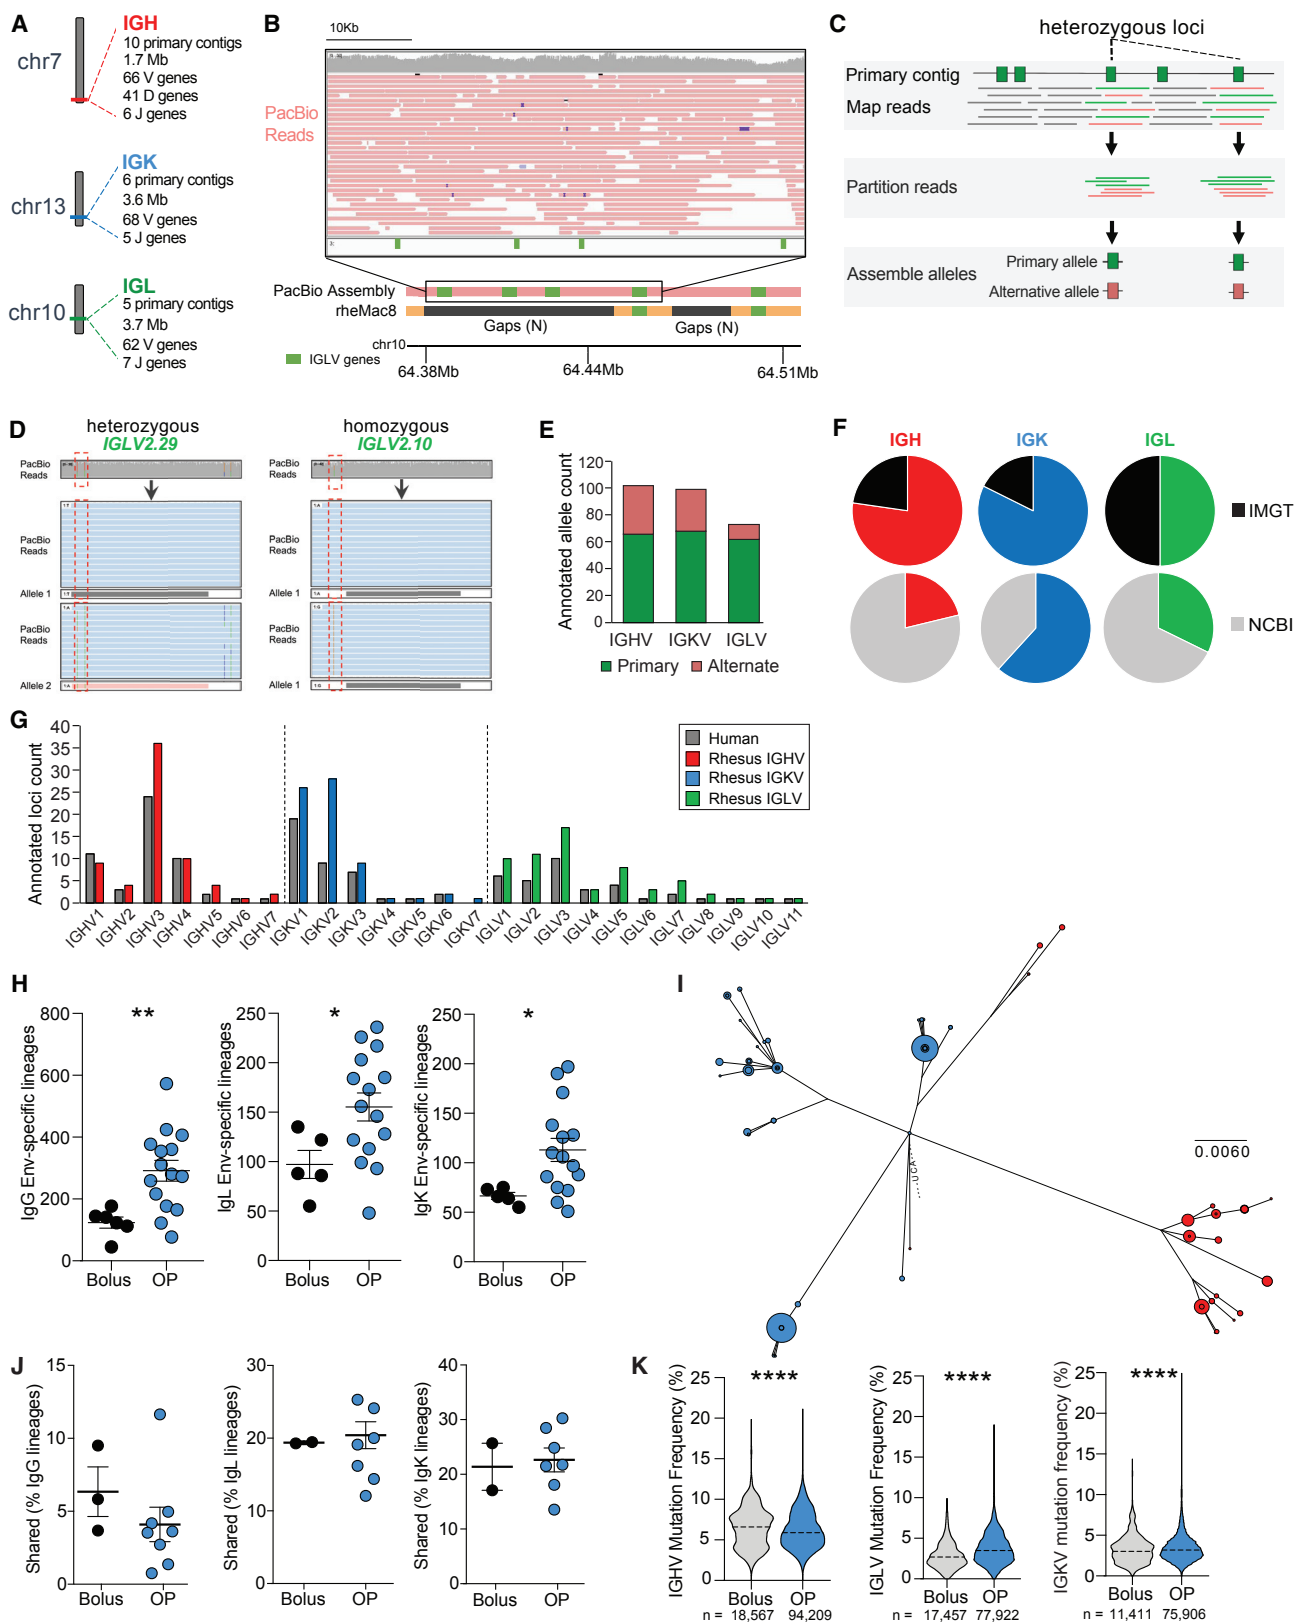 A
chr7
IGH
10 primary contigs
1.7 Mb
66 V genes
41 D genes
6 J genes
chr13
IGK
6 primary contigs
3.6 Mb
68 V genes
5 J genes
chr10
IGL
5 primary contigs
3.7 Mb
62 V genes
7 J genes
B
10Kb
PacBio
Reads
PacBio Assembly
rheMac8
Gaps (N)
Gaps (N)
chr10
IGLV genes
64.38Mb
64.44Mb
64.51Mb
C
heterozygous loci
Primary contig
Map reads
Partition reads
Assemble alleles
Primary allele
Alternative allele
D
heterozygous
IGLV2.29
PacBio
Reads
PacBio
Reads
Allele 1
PacBio
Reads
Allele 2
homozygous
IGLV2.10
PacBio
Reads
PacBio
Reads
Allele 1
PacBio
Reads
Allele 1
E
Annotated allele count
120
100
80
60
40
20
0
IGHV
IGKV
IGLV
Primary
Alternate
F
IGH
IGK
IGL
IMGT
NCBI
G
Annotated loci count
40
35
30
25
20
15
10
5
0
IGHV1
IGHV2
IGHV3
IGHV4
IGHV5
IGHV6
IGHV7
IGKV1
IGKV2
IGKV3
IGKV4
IGKV5
IGKV6
IGKV7
IGLV1
IGLV2
IGLV3
IGLV4
IGLV5
IGLV6
IGLV7
IGLV8
IGLV9
IGLV10
IGLV11
Human
Rhesus IGHV
Rhesus IGKV
Rhesus IGLV
H
IgG Env-specific lineages
800
600
400
200
0
**
Bolus
OP
IgL Env-specific lineages
250
200
150
100
50
0
*
Bolus
OP
IgK Env-specific lineages
250
200
150
100
50
0
*
Bolus
OP
I
UCA
0.0060
J
Shared (% IgG lineages)
15
10
5
0
Bolus
OP
Shared (% IgL lineages)
30
20
10
0
Bolus
OP
Shared (% IgK lineages)
40
30
20
10
0
Bolus
OP
K
IGHV Mutation Frequency (%)
25
20
15
10
5
0
****
Bolus
OP
n = 18,567 94,209
IGLV Mutation Frequency (%)
25
20
15
10
5
0
****
Bolus
OP
n = 17,457 77,922
IGKV mutation frequency (%)
25
20
15
10
5
0
****
Bolus
OP
n = 11,411 75,906